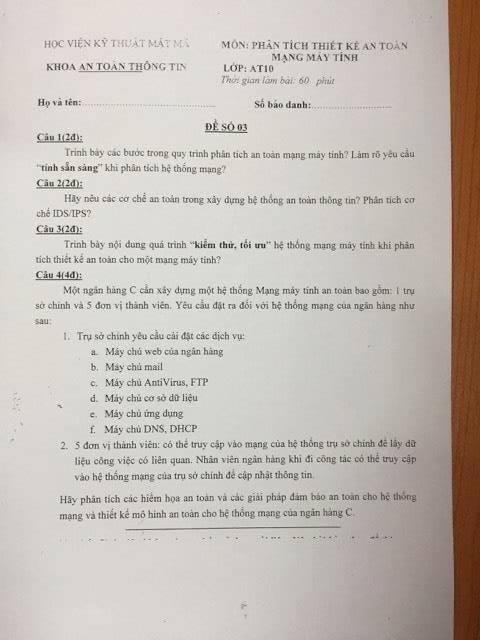 HỌC VIỆN KỸ THUẬT MẬT MÃ
MÔN: PHÂN TÍCH THIẾT KẾ AN TOÀN
MẠNG MÁY TÍNH
KHOA AN TOÀN THÔNG TIN
LỚP: AT10
Thời gian làm bài: 60 phút
Họ và tên:
Số báo danh:
ĐỀ SỐ 03
Câu 1(2đ):
Trình bày các bước trong quy trình phân tích an toàn mạng máy tính? Làm rõ yêu cầu
"tính sẵn sàng" khi phân tích hệ thống mạng?
Câu 2(2đ):
Hãy nêu các cơ chế an toàn trong xây dựng hệ thống an toàn thông tin? Phân tích cơ
chế IDS/IPS?
Câu 3(2đ):
Trình bày nội dung quá trình "kiểm thử, tối ưu" hệ thống mạng máy tính khi phân
tích thiết kế an toàn cho một mạng máy tính?
Câu 4(4đ):
Một ngân hàng C cần xây dựng một hệ thống Mạng máy tính an toàn bao gồm: 1 trụ
sở chính và 5 đơn vị thành viên. Yêu cầu đặt ra đối với hệ thống mạng của ngân hàng như
sau:
1. Trụ sở chính yêu cầu cài đặt các dịch vụ:
a. Máy chủ web của ngân hàng
b. Máy chủ mail
c. Máy chủ AntiVirus, FTP
d. Máy chủ cơ sở dữ liệu
e. Máy chủ ứng dụng
f. Máy chủ DNS, DHCP
2. 5 đơn vị thành viên: có thể truy cập vào mạng của hệ thống trụ sở chính để lấy dữ
liệu công việc có liên quan. Nhân viên ngân hàng khi đi công tác có thể truy cập
vào hệ thống mạng của trụ sở chính để cập nhật thông tin.
Hãy phân tích các hiểm họa an toàn và các giải pháp đảm bảo an toàn cho hệ thống
mạng và thiết kế mô hình an toàn cho hệ thống mạng của ngân hàng C.